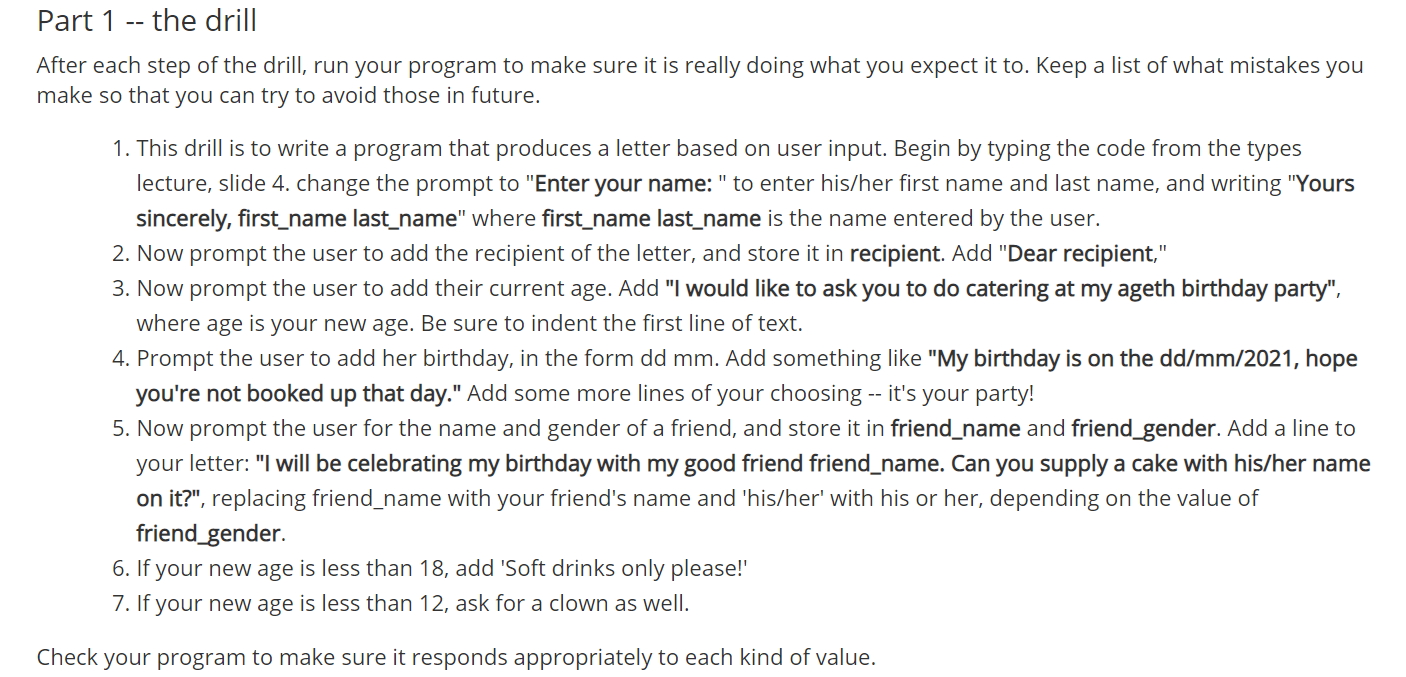 Part 1 -- the drill
After each step of the drill, run your program to make sure it is really doing what you expect it to. Keep a list of what mistakes you
make so that you can try to avoid those in future.
1. This drill is to write a program that produces a letter based on user input. Begin by typing the code from the types
lecture, slide 4. change the prompt to "Enter your name: " to enter his/her first name and last name, and writing "Yours
sincerely, first_name last_name" where first_name last_name is the name entered by the user.
2. Now prompt the user to add the recipient of the letter, and store it in recipient. Add "Dear recipient,"
3. Now prompt the user to add their current age. Add "I would like to ask you to do catering at my ageth birthday party",
where age is your new age. Be sure to indent the first line of text.
4. Prompt the user to add her birthday, in the form dd mm. Add something like "My birthday is on the dd/mm/2021, hope
you're not booked up that day." Add some more lines of your choosing -- it's your party!
5. Now prompt the user for the name and gender of a friend, and store it in friend_name and friend_gender. Add a line to
your letter: "I will be celebrating my birthday with my good friend friend_name. Can you supply a cake with his/her name
on it?", replacing friend_name with your friend's name and 'his/her' with his or her, depending on the value of
friend_gender.
6. If your new age is less than 18, add 'Soft drinks only please!'
7. If your new age is less than 12, ask for a clown as well.
Check your program to make sure it responds appropriately to each kind of value.